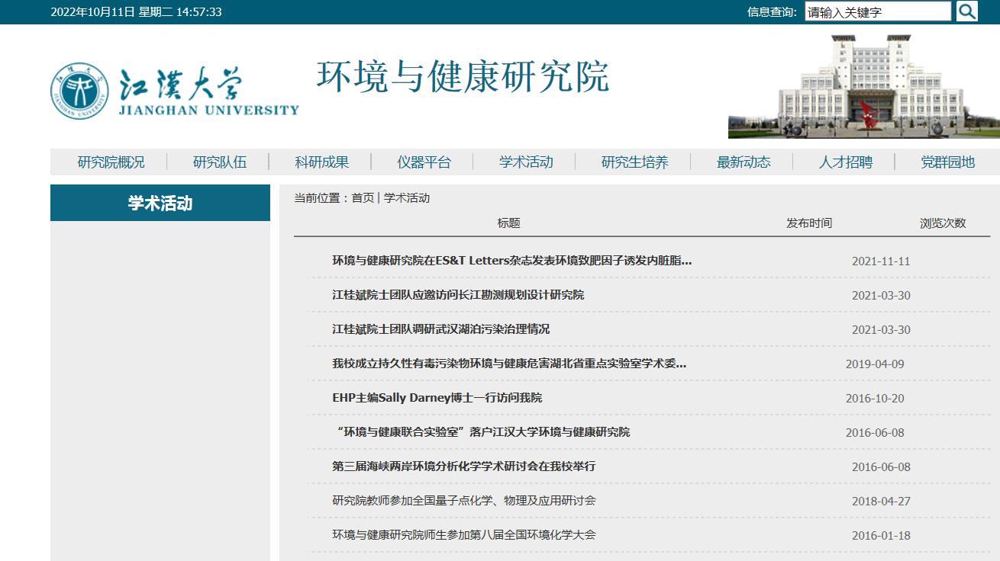 2022年10月11日 星期二 14:57:33
信息查询: 请输入关键字
江漢大学
JIANGHAN UNIVERSITY
环境与健康研究院
研究院概况 研究队伍 科研成果 仪器平台 学术活动 研究生培养 最新动态 人才招聘 党群园地
学术活动
当前位置：首页 | 学术活动
标题 发布时间 浏览次数
环境与健康研究院在ES&T Letters杂志发表环境致肥因子诱发内脏脂... 2021-11-11
江桂斌院士团队应邀访问长江勘测规划设计研究院 2021-03-30
江桂斌院士团队调研武汉湖泊污染治理情况 2021-03-30
我校成立持久性有毒污染物环境与健康危害湖北省重点实验室学术委... 2019-04-09
EHP主编Sally Darney博士一行访问我院 2016-10-20
“环境与健康联合实验室”落户江汉大学环境与健康研究院 2016-06-08
第三届海峡两岸环境分析化学学术研讨会在我校举行 2016-06-08
研究院教师参加全国量子点化学、物理及应用研讨会 2018-04-27
环境与健康研究院师生参加第八届全国环境化学大会 2016-01-18